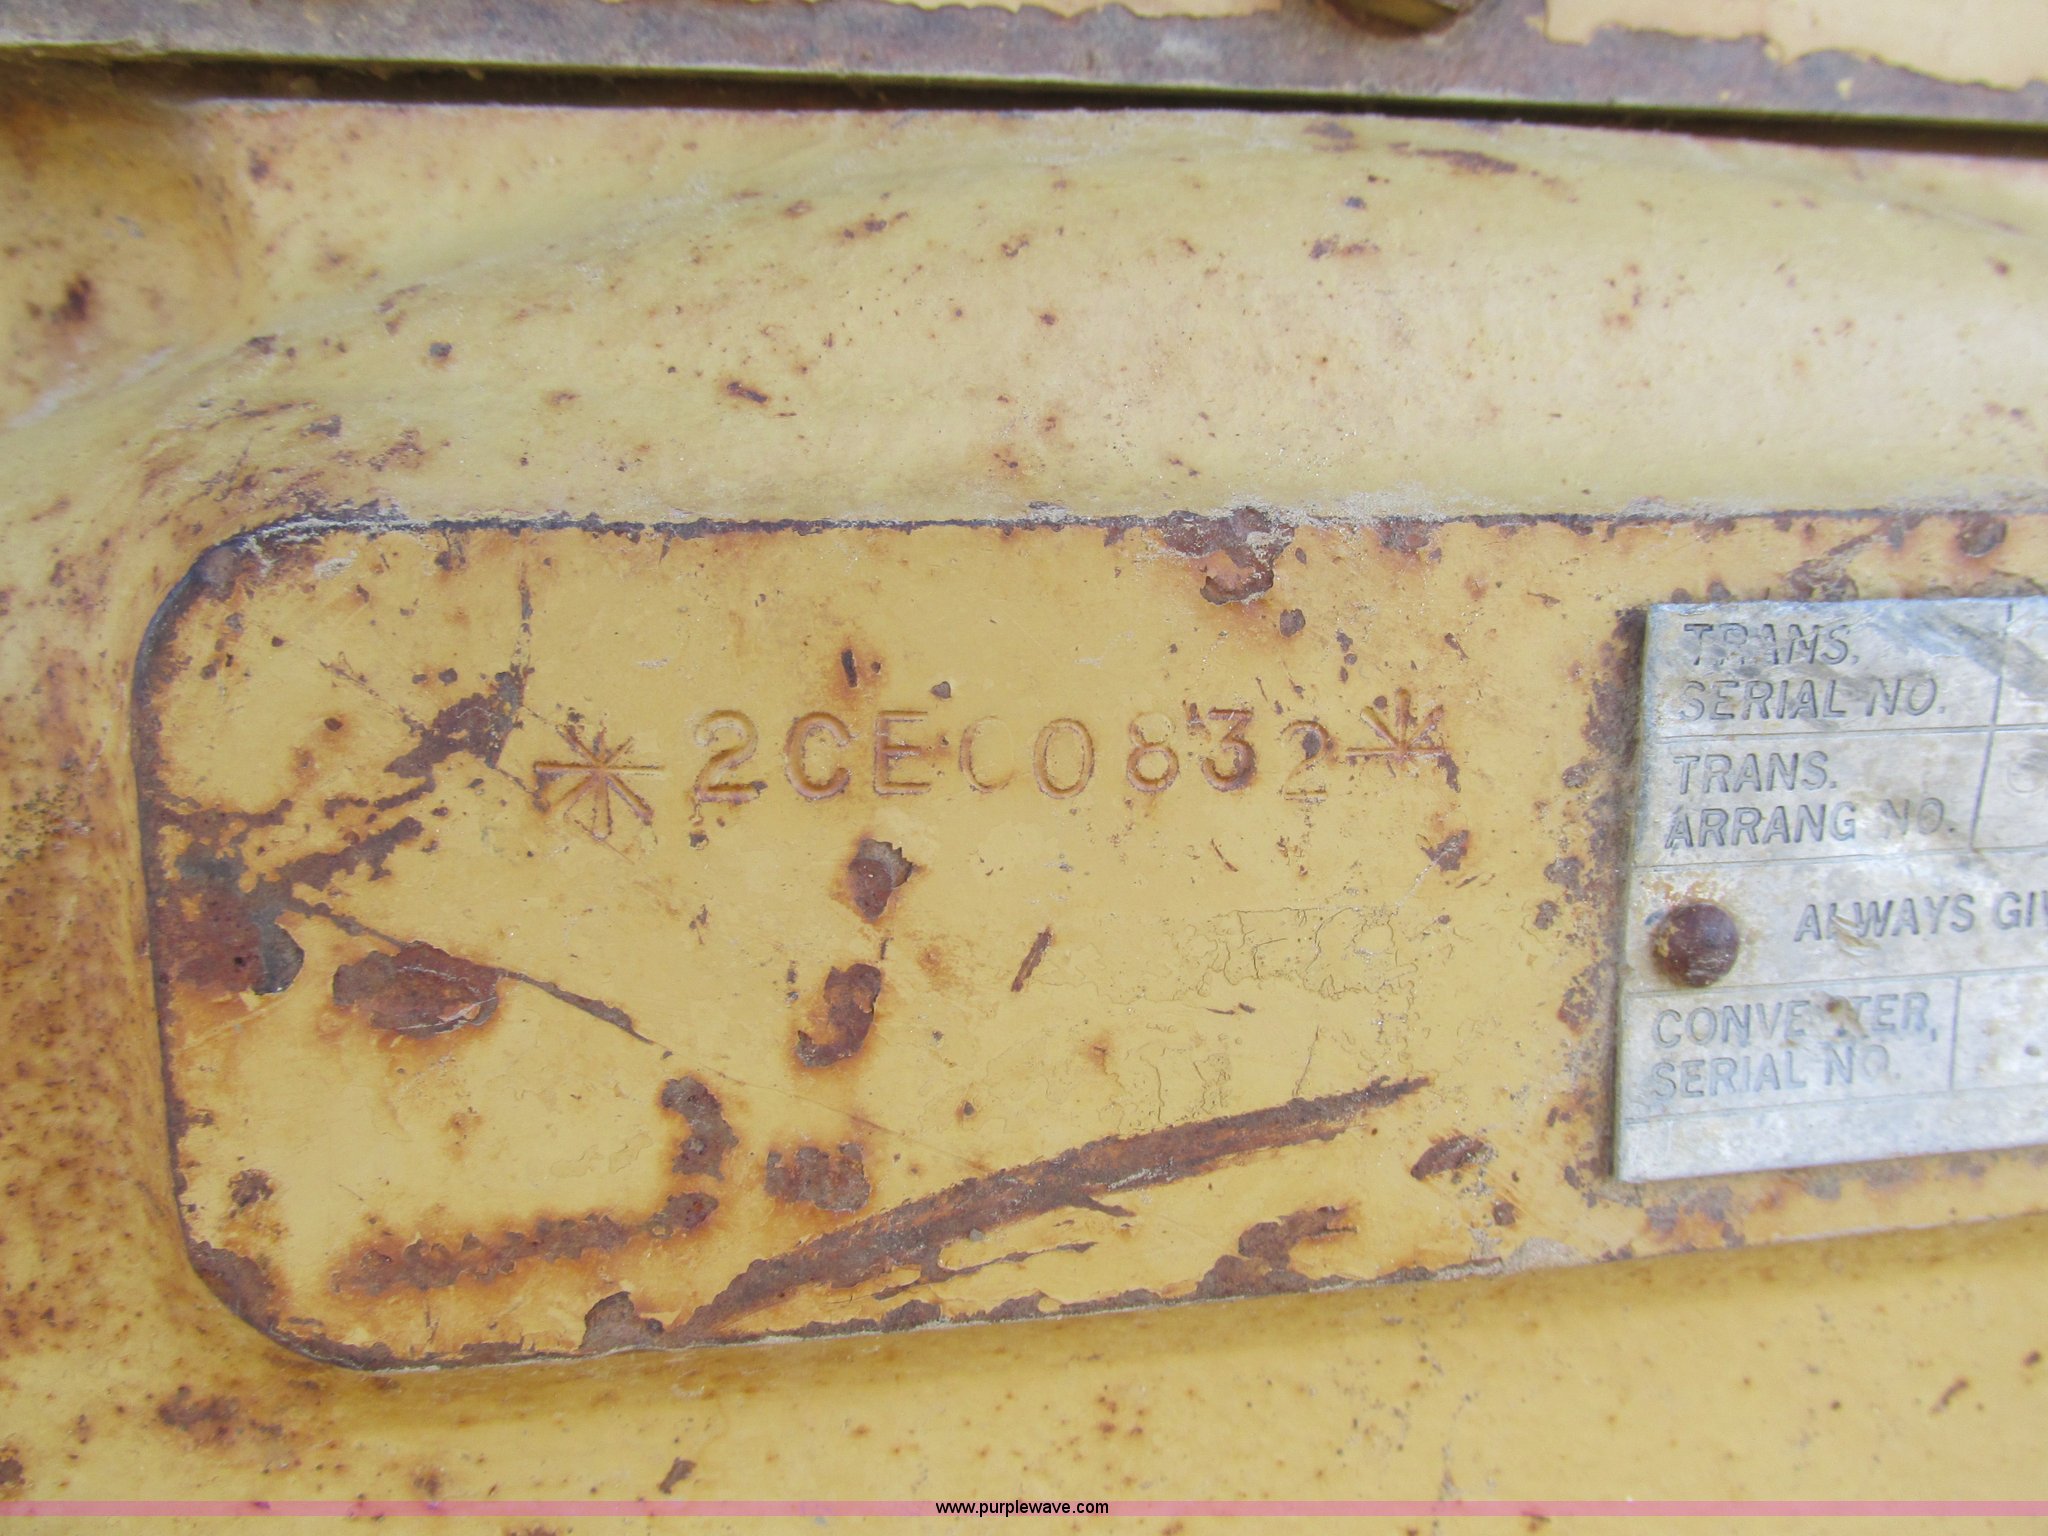 *2CE00832*
TRANS.
SERIAL NO.
TRANS.
ARRANG NO.
ALWAYS GIV
CONVERTER,
SERIAL NO.
www.purplewave.com